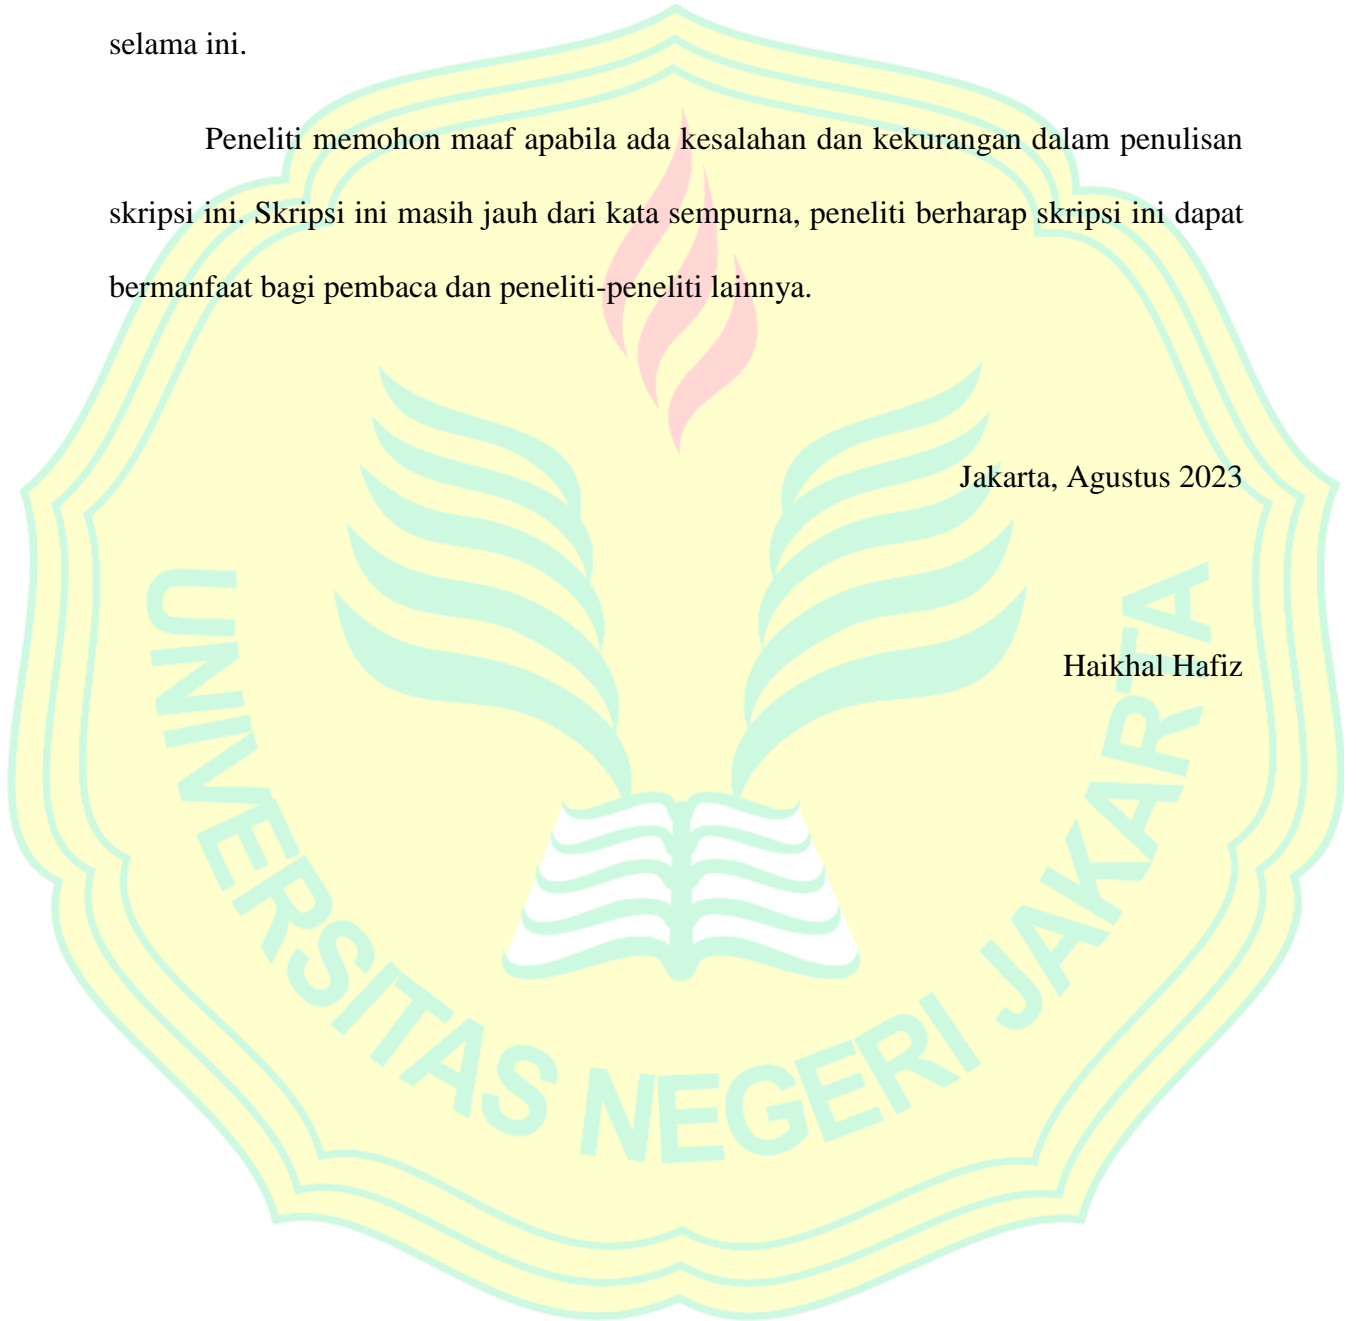 selama ini.
Peneliti memohon maaf apabila ada kesalahan dan kekurangan dalam penulisan
skripsi ini. Skripsi ini masih jauh dari kata sempurna, peneliti berharap skripsi ini dapat
bermanfaat bagi pembaca dan peneliti-peneliti lainnya.
Jakarta, Agustus 2023
Haikhal Hafiz
UNIVERSITAS NEGERI JAKARTA